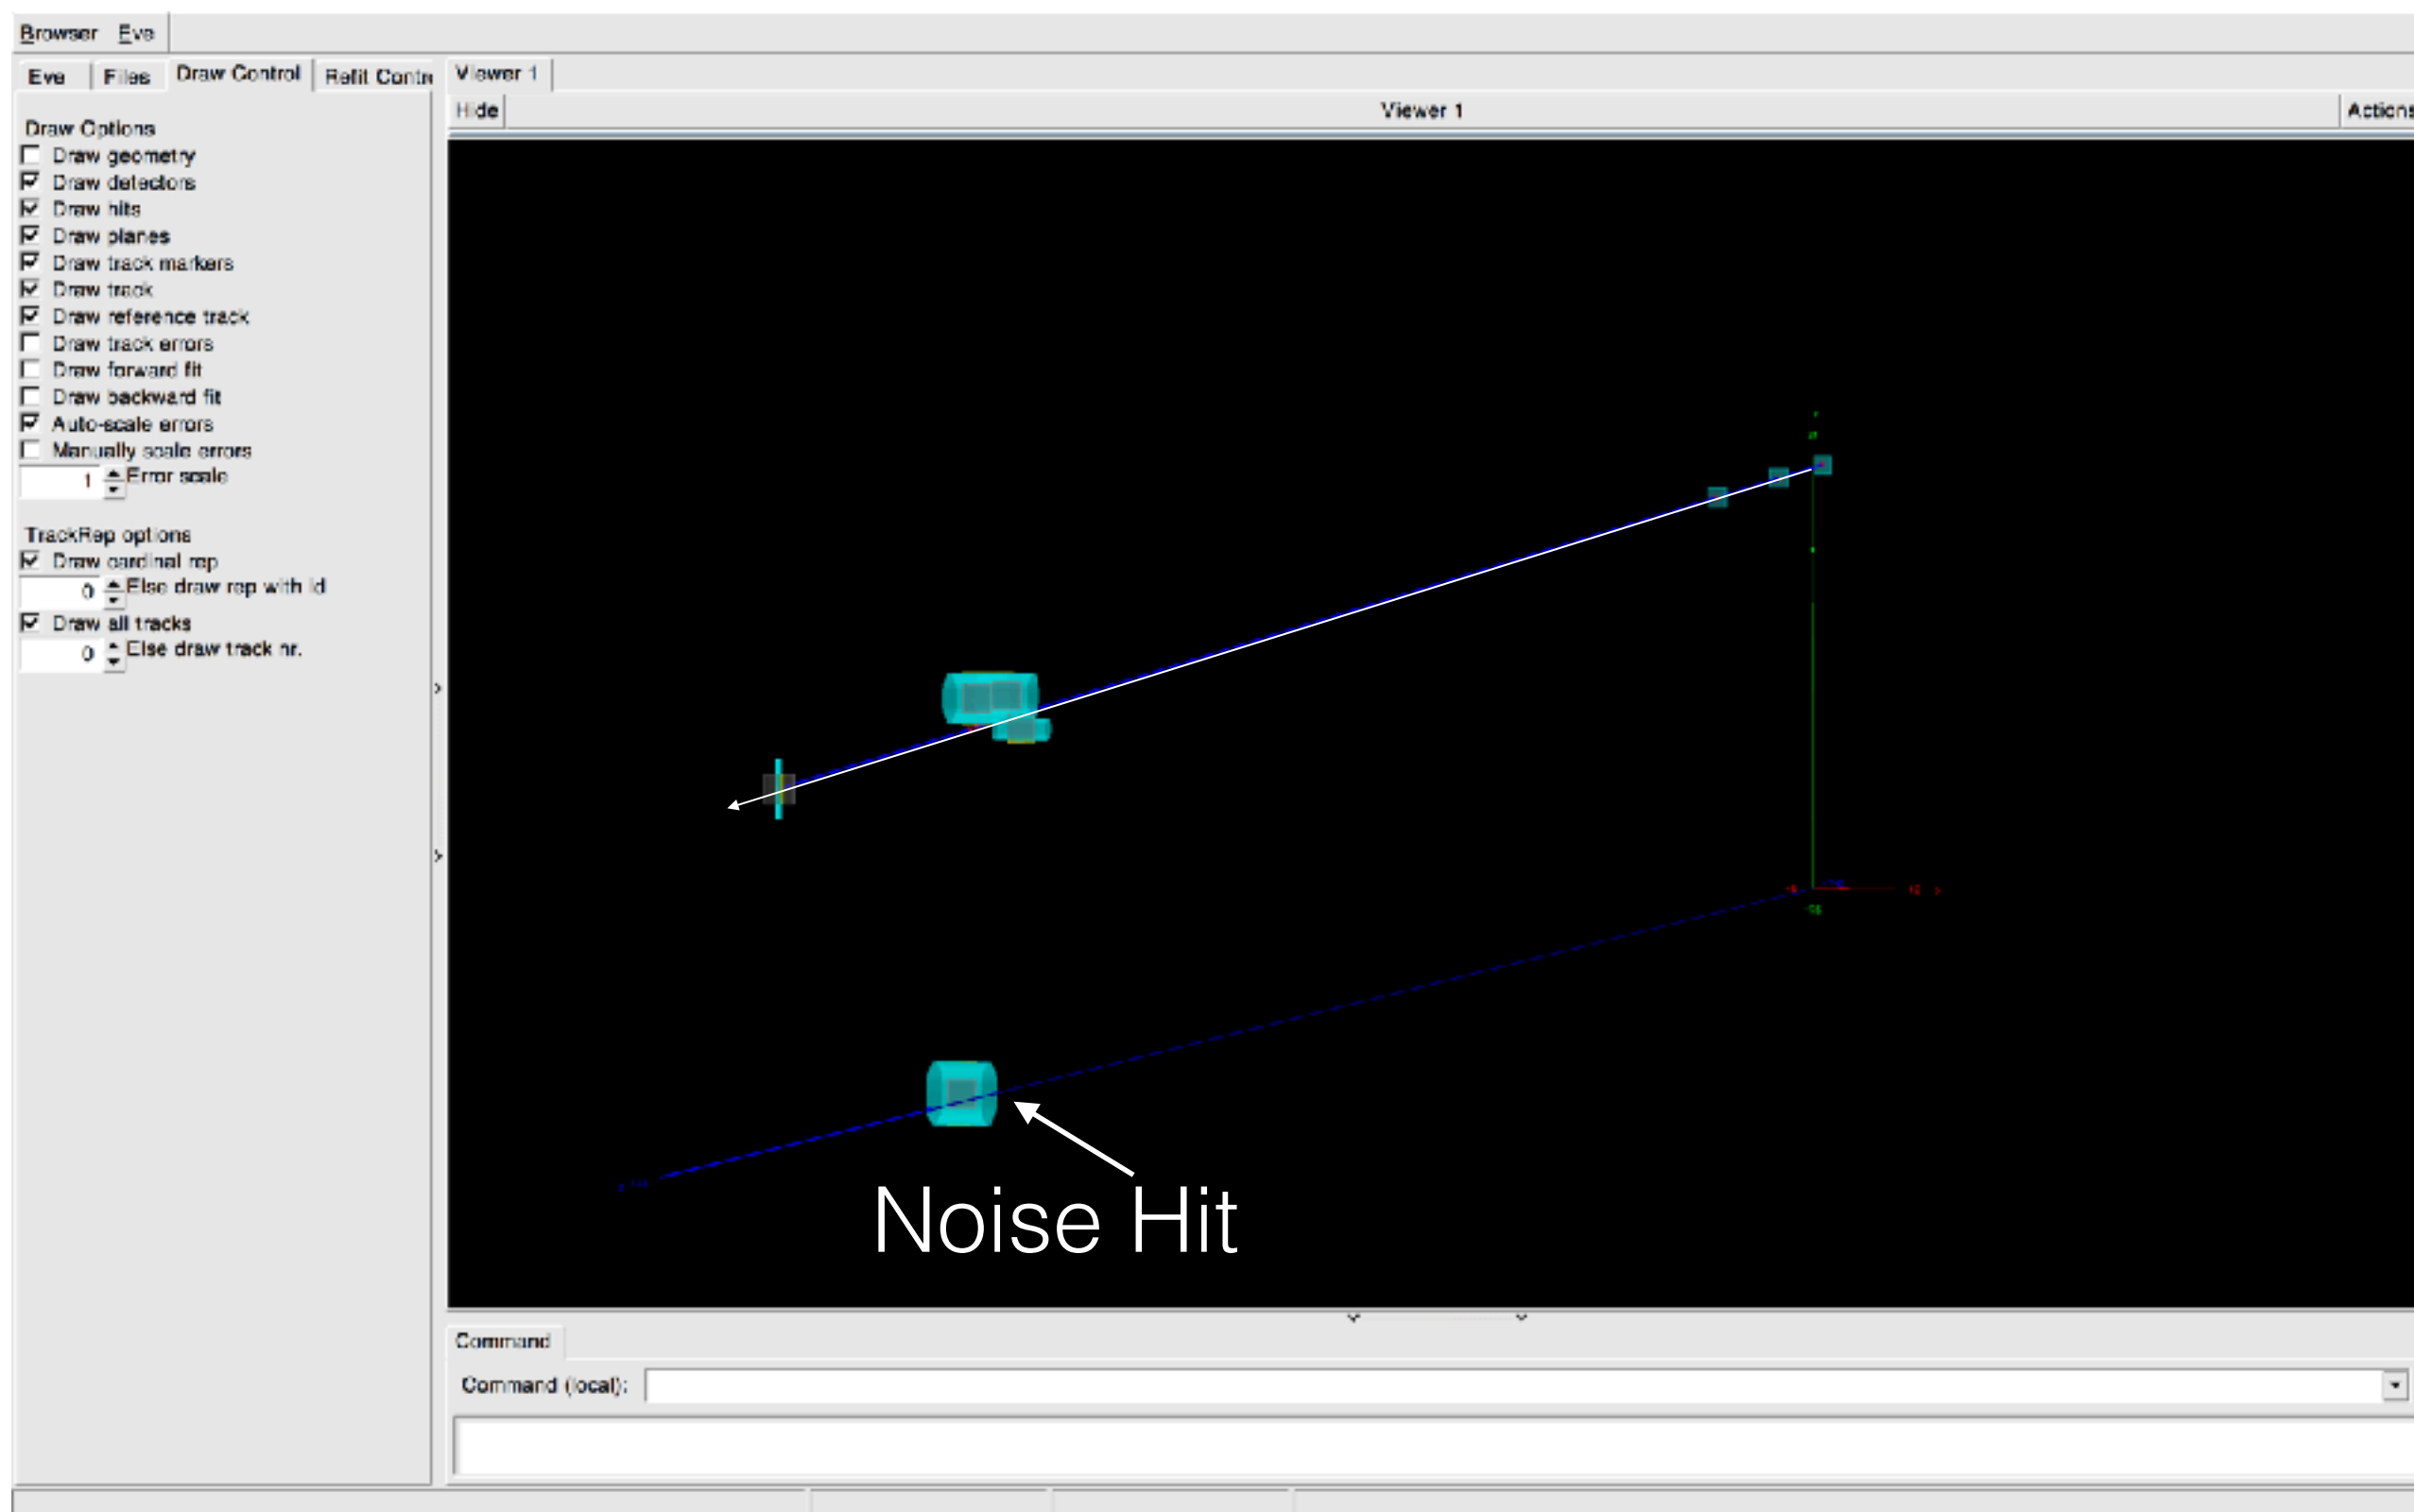 Browser Eve
Eve Files Draw Control Refit Contr
Viewer 1
Hide Viewer 1 Actions
Draw Options
Draw geometry
Draw detectors
Draw hits
Draw planes
Draw track markers
Draw track
Draw reference track
Draw track errors
Draw forward fit
Draw backward fit
Auto-scale errors
Manually scale errors
1 Error scale
TrackRep options
Draw cardinal rep
0 Else draw rep with id
Draw all tracks
0 Else draw track nr.
Noise Hit
Command
Command (local):